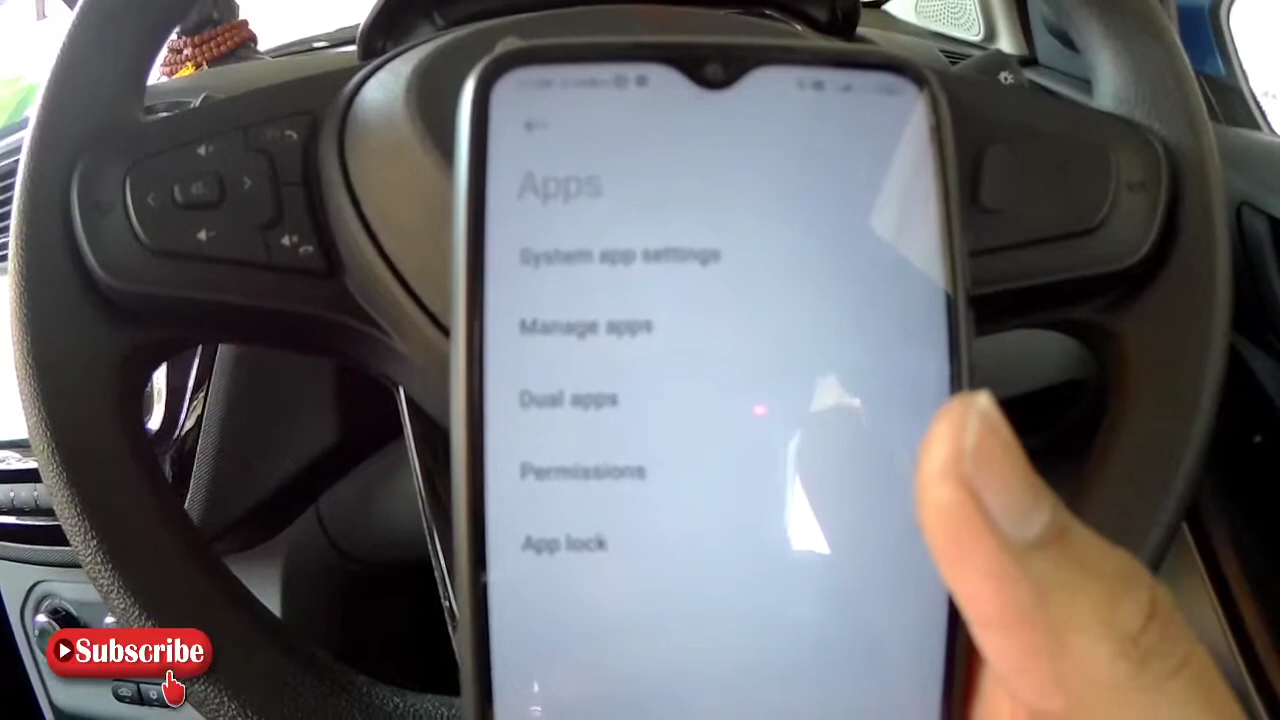 Apps
System app settings
Manage apps
Dual apps
Permissions
App lock
Subscribe